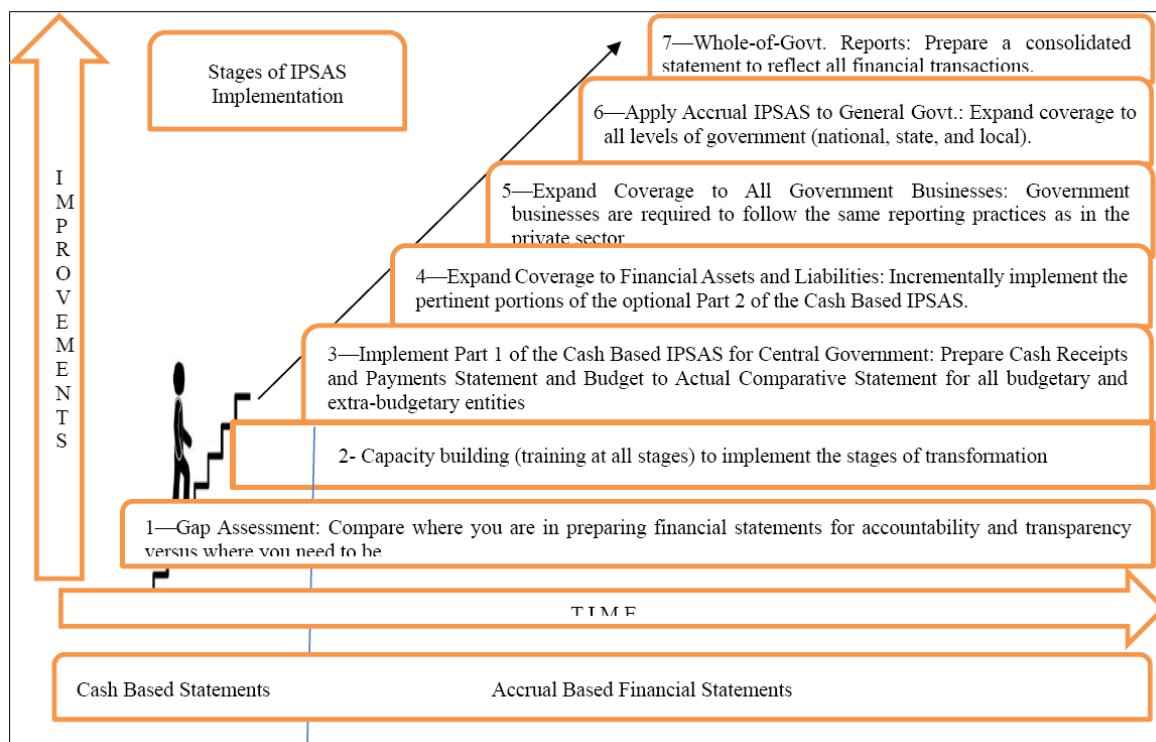 Stages of IPSAS
Implementation
IMPROVEMENTS
7—Whole-of-Govt. Reports: Prepare a consolidated
statement to reflect all financial transactions.
6—Apply Accrual IPSAS to General Govt.: Expand coverage to
all levels of government (national, state, and local).
5—Expand Coverage to All Government Businesses: Government
businesses are required to follow the same reporting practices as in the
private sector
4—Expand Coverage to Financial Assets and Liabilities: Incrementally implement the
pertinent portions of the optional Part 2 of the Cash Based IPSAS.
3—Implement Part 1 of the Cash Based IPSAS for Central Government: Prepare Cash Receipts
and Payments Statement and Budget to Actual Comparative Statement for all budgetary and
extra-budgetary entities
2- Capacity building (training at all stages) to implement the stages of transformation
1—Gap Assessment: Compare where you are in preparing financial statements for accountability and transparency
versus where you need to be
TIME
Cash Based Statements Accrual Based Financial Statements